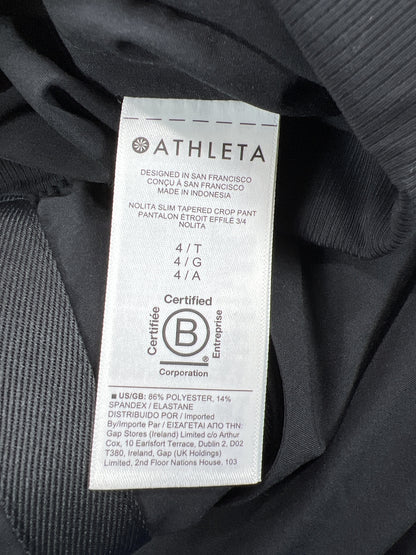 ATHLETA
DESIGNED IN SAN FRANCISCO
CONÇU À SAN FRANCISCO
MADE IN INDONESIA
NOLITA SLIM TAPERED CROP PANT
PANTALON ÉTROIT EFFILÉ 3/4
NOLITA
4 / T
4 / G
4 / A
Certified
Certifiée
B
Entreprise
®
Corporation
US/GB: 86% POLYESTER, 14%
SPANDEX / ELASTANE
DISTRIBUIDO POR / Imported
By/Importé par / ΕΙΣΑΓΕΤΑΙ ΑΠΟ ΤΗΝ:
Gap Stores (Ireland) Limited c/o Arthur
Cox, 10 Earlsfort Terrace, Dublin 2, D02
T380, Ireland, Gap (UK Holdings)
Limited, 2nd Floor Nations House, 103